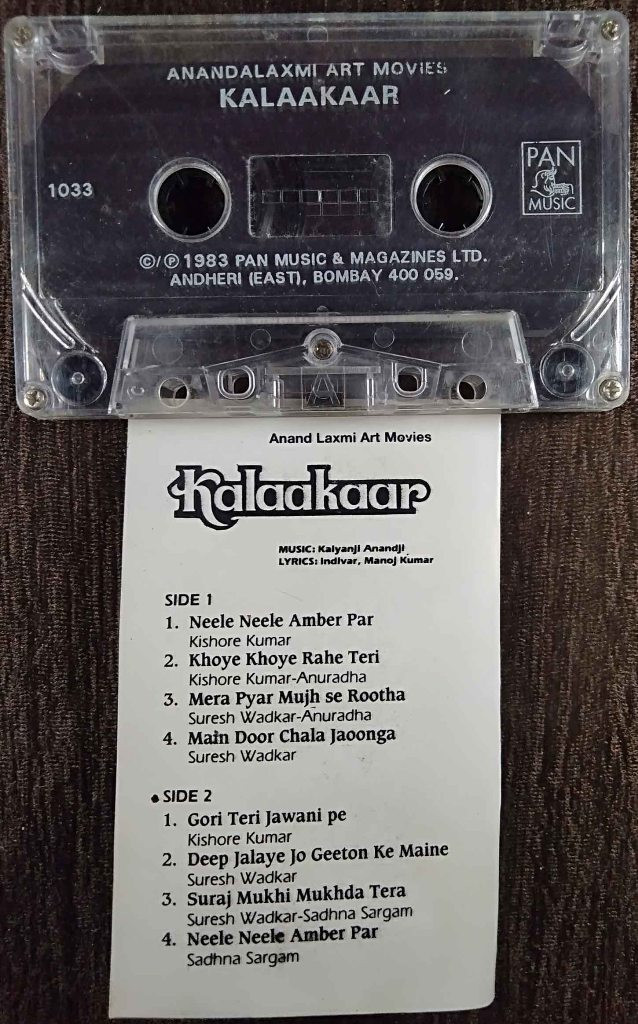 ANANDALAXMI ART MOVIES
KALAAKAAR
1033
PAN
MUSIC
©/℗ 1983 PAN MUSIC & MAGAZINES LTD.
ANDHERI (EAST), BOMBAY 400 059.
A
Anand Laxmi Art Movies
Kalaakaar
MUSIC: Kalyanji Anandji
LYRICS: Indivar, Manoj Kumar
SIDE 1
1. Neele Neele Amber Par
Kishore Kumar
2. Khoye Khoye Rahe Teri
Kishore Kumar-Anuradha
3. Mera Pyar Mujh se Rootha
Suresh Wadkar-Anuradha
4. Main Door Chala Jaoonga
Suresh Wadkar
SIDE 2
1. Gori Teri Jawani pe
Kishore Kumar
2. Deep Jalaye Jo Geeton Ke Maine
Suresh Wadkar
3. Suraj Mukhi Mukhda Tera
Suresh Wadkar-Sadhna Sargam
4. Neele Neele Amber Par
Sadhna Sargam